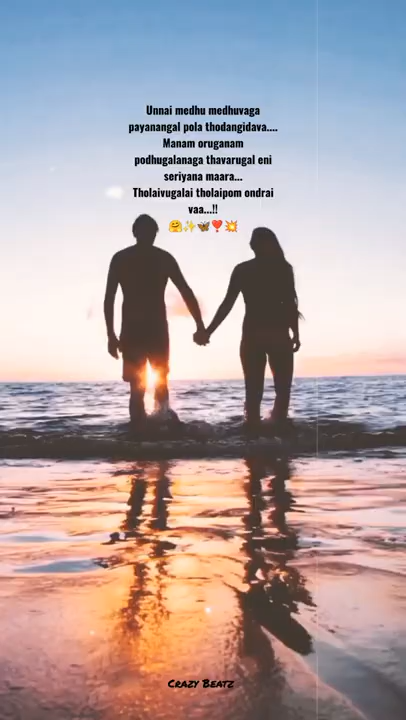 Unnai medhu medhuvaga
payanangal pola thodangidava....
Manam oruganam
podhugalanaga thavarugal eni
seriyana maara...
Tholaivugalai tholaipom ondrai
vaa...!!
🤗✨🦋❣️💥
Crazy Beatz